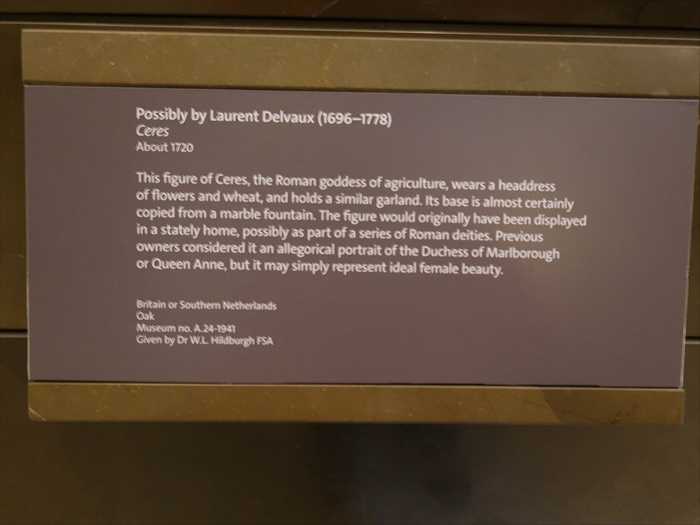 Possibly by Laurent Delvaux (1696–1778)
Ceres
About 1720
This figure of Ceres, the Roman goddess of agriculture, wears a headdress
of flowers and wheat, and holds a similar garland. Its base is almost certainly
copied from a marble fountain. The figure would originally have been displayed
in a stately home, possibly as part of a series of Roman deities. Previous
owners considered it an allegorical portrait of the Duchess of Marlborough
or Queen Anne, but it may simply represent ideal female beauty.
Britain or Southern Netherlands
Oak
Museum no. A.24-1941
Given by Dr W.L. Hildburgh FSA